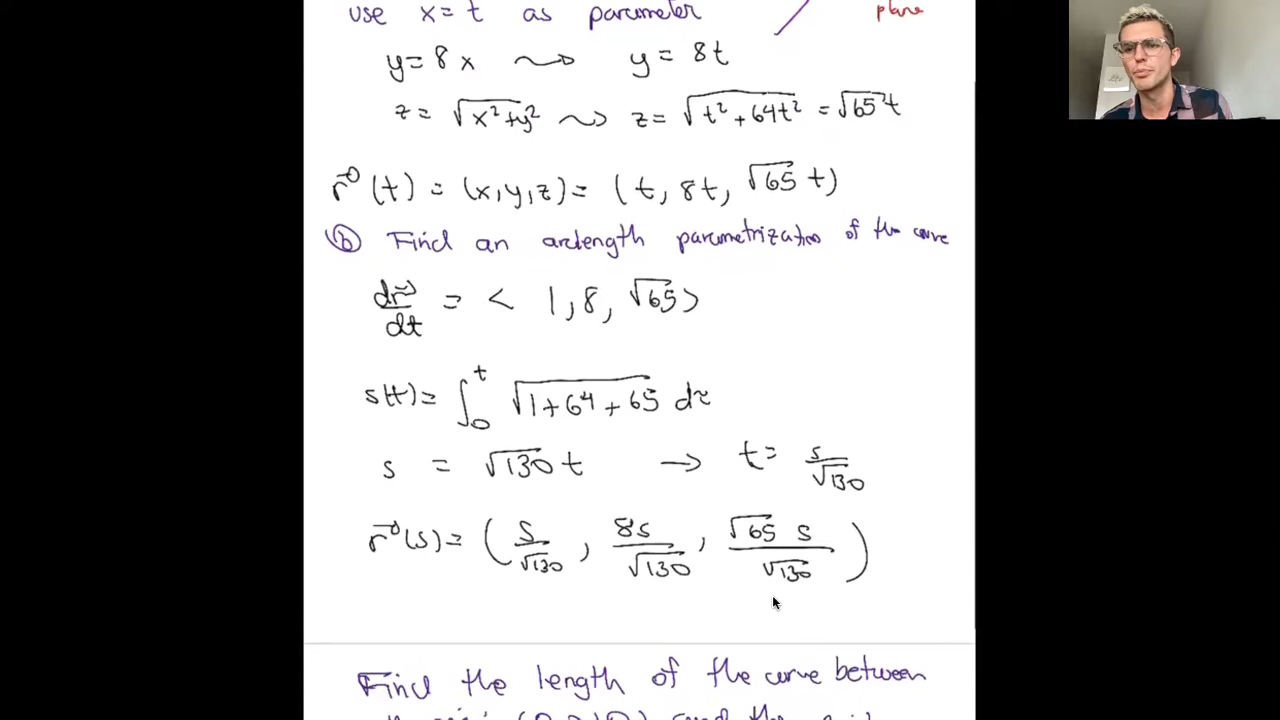 use x = t as parameter
plane
y = 8x ⇝ y = 8t
z = √(x²+y²) ⇝ z = √(t²+64t²) = √65 t
r⃗(t) = (x,y,z) = (t, 8t, √65 t)
ⓑ Find an arclength parametrization of the curve
dr⃗/dt = < 1, 8, √65 >
s(t) = ∫₀ᵗ √(1+64+65) dτ
s = √130 t → t = s/√130
r⃗(s) = (s/√130, 8s/√130, √65 s/√130)
Find the length of the curve between